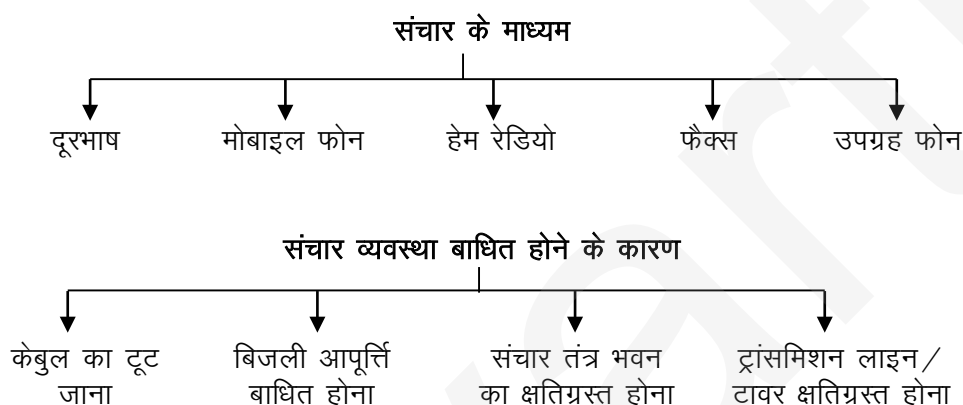 संचार के माध्यम
दूरभाष मोबाइल फोन हेम रेडियो फैक्स उपग्रह फोन
संचार व्यवस्था बाधित होने के कारण
केबुल का टूट बिजली आपूर्त्ति संचार तंत्र भवन ट्रांसमिशन लाइन/
जाना बाधित होना का क्षतिग्रस्त होना टावर क्षतिग्रस्त होना